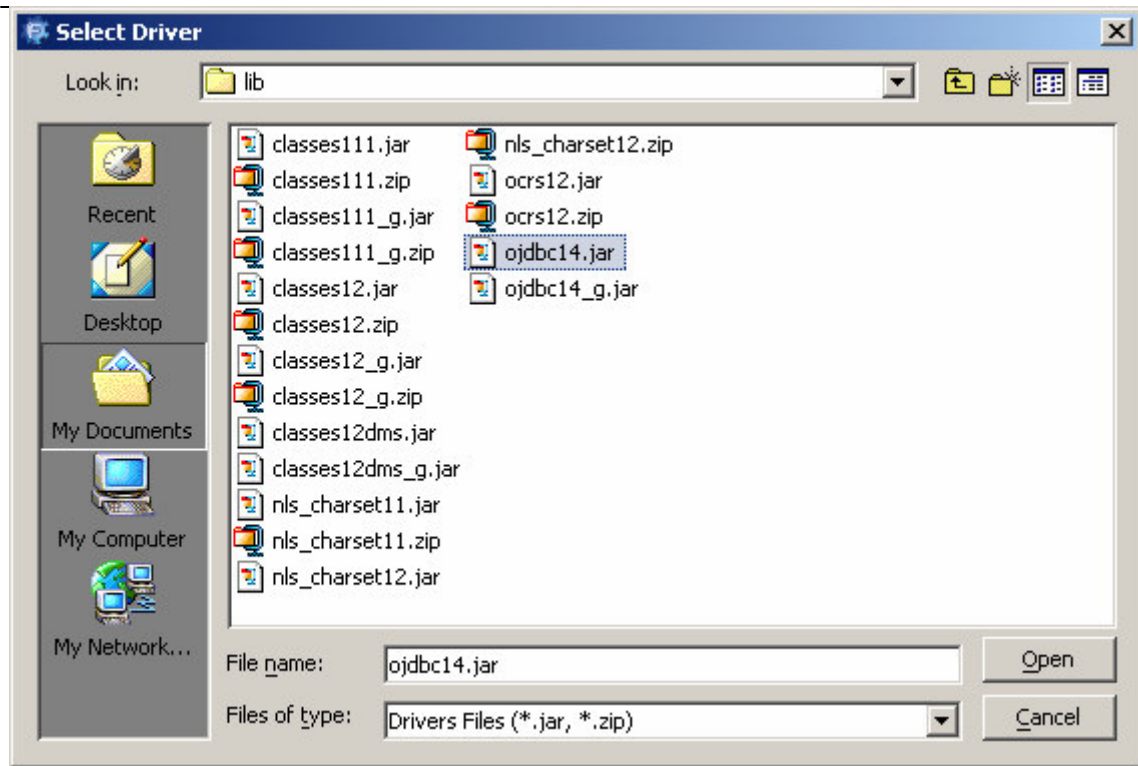 Select Driver
Look in:
lib
Recent
Desktop
My Documents
My Computer
My Network...
classes111.jar
classes111.zip
classes111_g.jar
classes111_g.zip
classes12.jar
classes12.zip
classes12_g.jar
classes12_g.zip
classes12dms.jar
classes12dms_g.jar
nls_charset11.jar
nls_charset11.zip
nls_charset12.jar
nls_charset12.zip
ocrs12.jar
ocrs12.zip
ojdbc14.jar
ojdbc14_g.jar
File name:
ojdbc14.jar
Open
Files of type:
Drivers Files (*.jar, *.zip)
Cancel